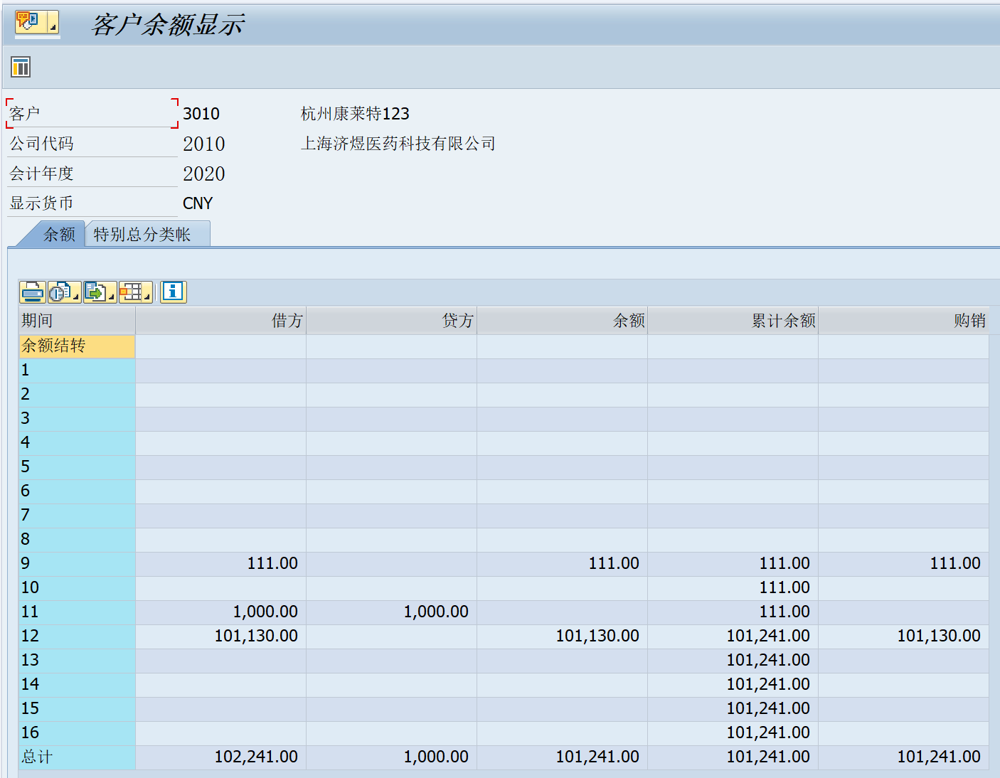 客户余额显示
客户 3010 杭州康莱特123
公司代码 2010 上海济煜医药科技有限公司
会计年度 2020
显示货币 CNY
余额 特别总分类帐
期间 借方 贷方 余额 累计余额 购销
余额结转
1
2
3
4
5
6
7
8
9 111.00 111.00 111.00 111.00
10 111.00
11 1,000.00 1,000.00 111.00
12 101,130.00 101,130.00 101,241.00 101,130.00
13 101,241.00
14 101,241.00
15 101,241.00
16 101,241.00
总计 102,241.00 1,000.00 101,241.00 101,241.00 101,241.00